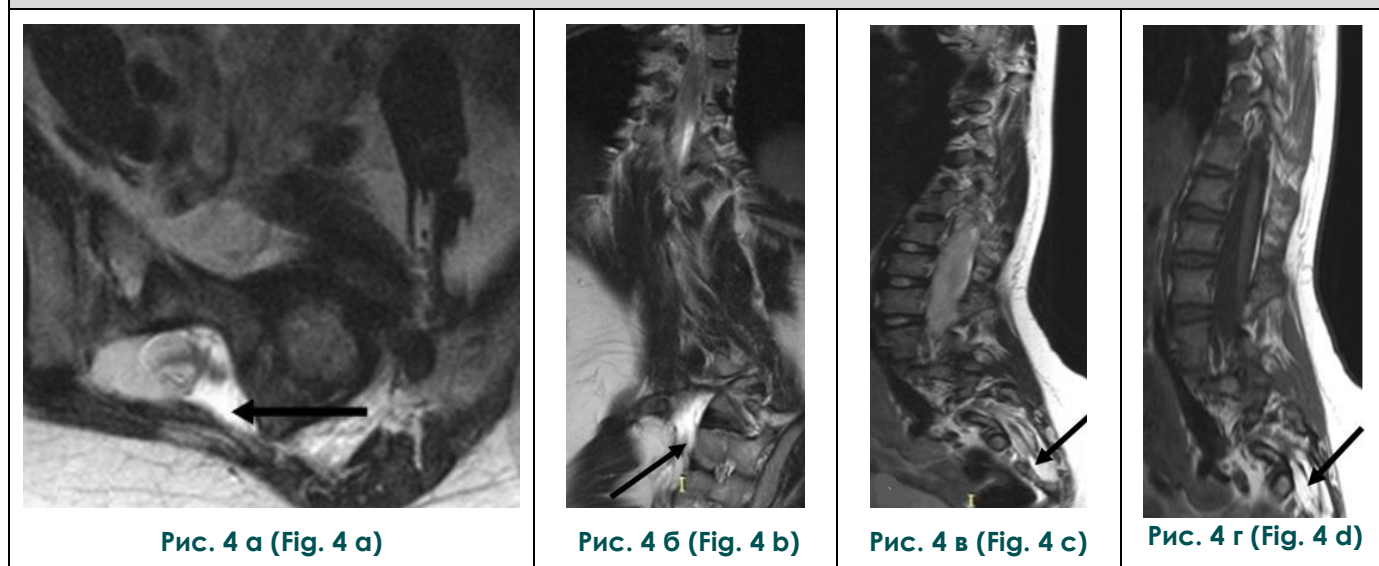 Рис. 4 а (Fig. 4 a)
Рис. 4 б (Fig. 4 b)
Рис. 4 в (Fig. 4 c)
Рис. 4 г (Fig. 4 d)